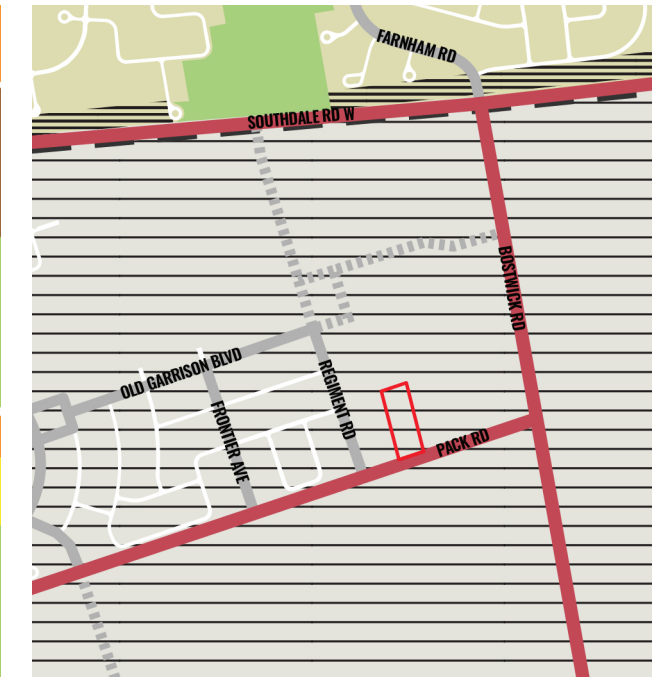 FARNHAM RD
SOUTHDALE RD W
BOSTWICK RD
OLD GARRISON BLVD
REGIMENT RD
FRONTIER AVE
PACK RD